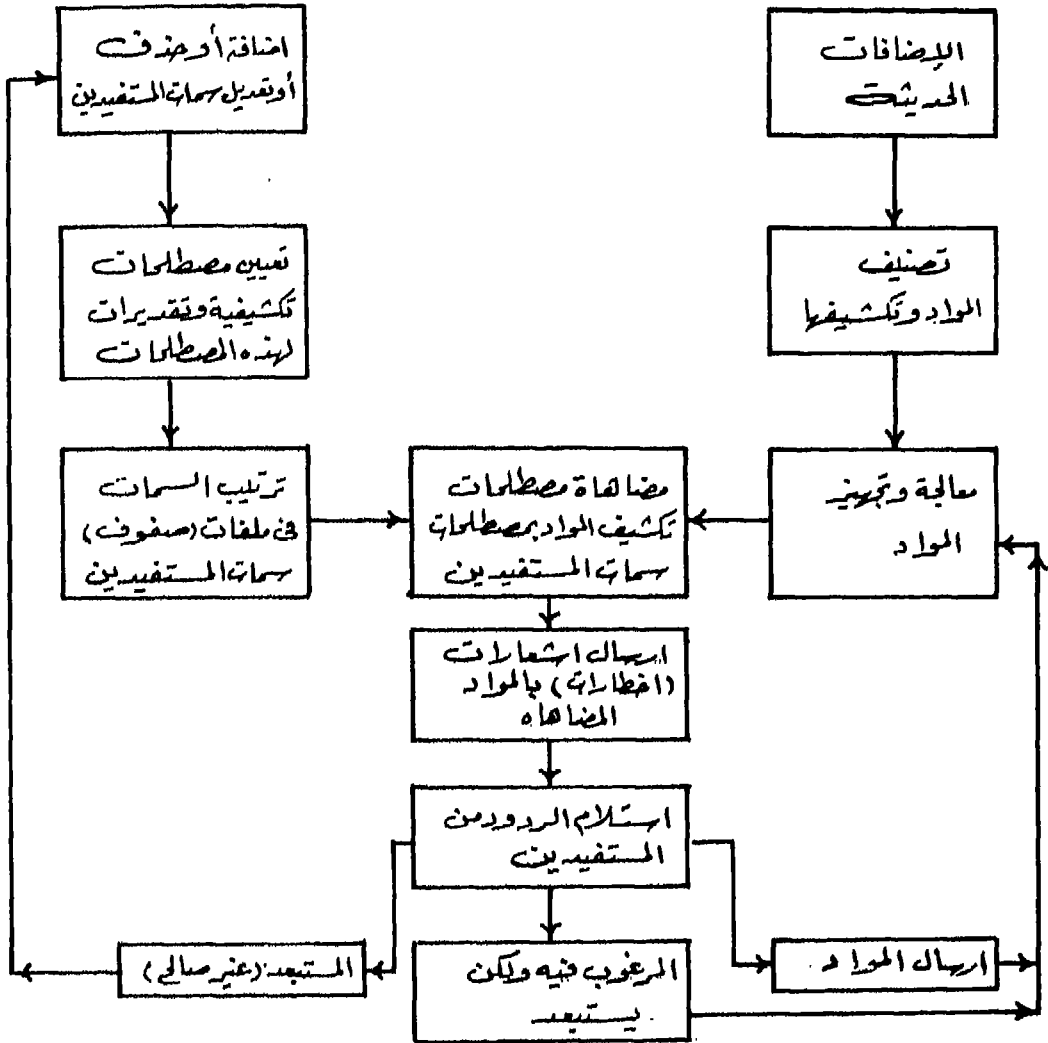 الإضافات
الحديثة
تصنيف
المواد وتكشيفها
معالجة وتجهيز
المواد
اضافة أو حذف
أو تعديل سمات المستفيدين
تعيين مصطلحات
تكشيفية وتقديرات
لهذه المصطلحات
ترتيب السمات
فى ملفات (صفوف)
سمات المستفيدين
مضاهاة مصطلحات
تكشيف المواد بمصطلحات
سمات المستفيدين
ارسال اشعارات
(اخطارات) بالمواد
المضاهاه
استلام الردود من
المستفيدين
ارسال المواد
المرغوب فيه ولكن
يستبعد
المستبعد (غير صالح)